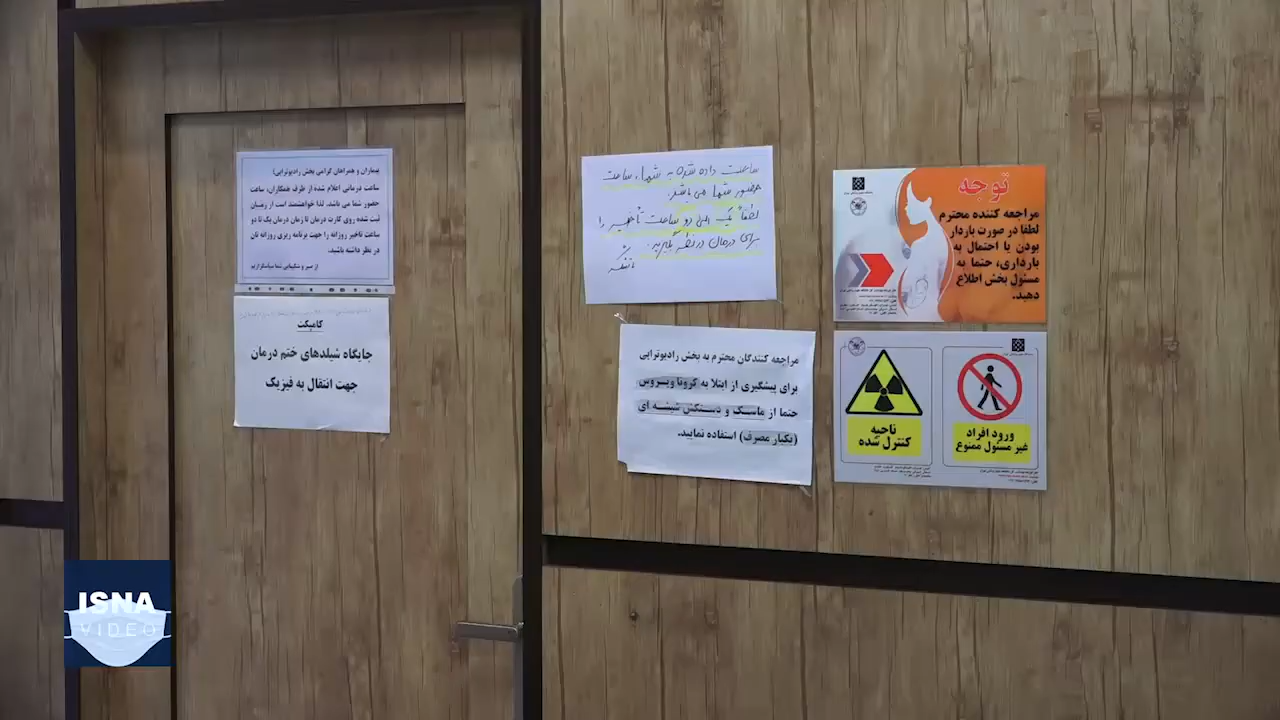 بیماران و همراهان گرامی بخش رادیوتراپی)
ساعت درمانی اعلام شده از طرف همکاران، ساعت
حضور شما می باشد، لذا خواهشمند است از زمان
ثبت شده روی کارت درمان تا زمان درمان یک تا دو
ساعت تاخیر روزانه را جهت برنامه ریزی روزانه تان
در نظر داشته باشید.
از صبر و شکیبایی شما سپاسگزاریم
کامپکت
جایگاه شیلدهای ختم درمان
جهت انتقال به فیزیک
ساعت داده شده به شما، ساعت
حضور شما می باشد.
لطفاً یک الی دو ساعت تأخیر را
برای درمان در نظر بگیرید.
باتشکر
مراجعه کنندگان محترم به بخش رادیوتراپی
برای پیشگیری از ابتلا به کرونا ویروس
حتما از ماسک و دستکش شیشه ای
(یکبار مصرف) استفاده نمایید.
توجه
مراجعه کننده محترم
لطفا در صورت باردار
بودن یا احتمال به
بارداری، حتما به
مسئول بخش اطلاع
دهید.
ورود افراد
غیر مسئول ممنوع
ناحیه
کنترل شده
ISNA
VIDEO